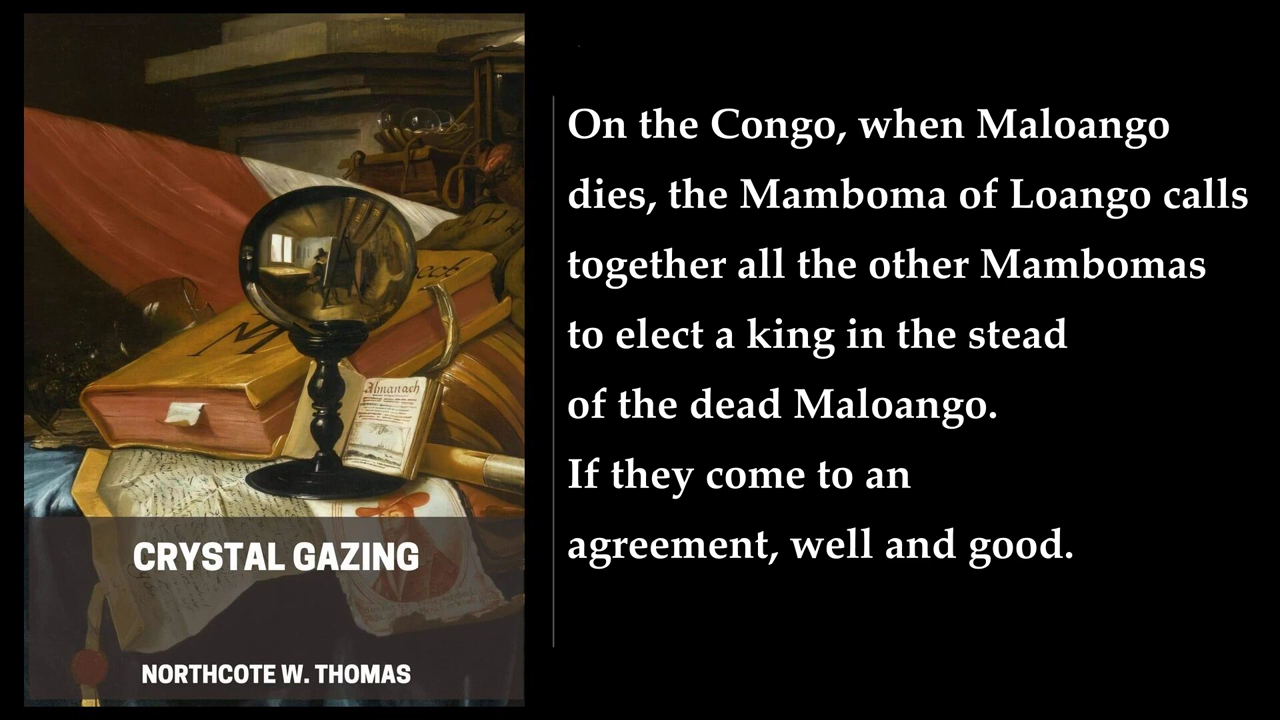 On the Congo, when Maloango
dies, the Mamboma of Loango calls
together all the other Mambomas
to elect a king in the stead
of the dead Maloango.
If they come to an
agreement, well and good.
Almanach
CRYSTAL GAZING
NORTHCOTE W. THOMAS